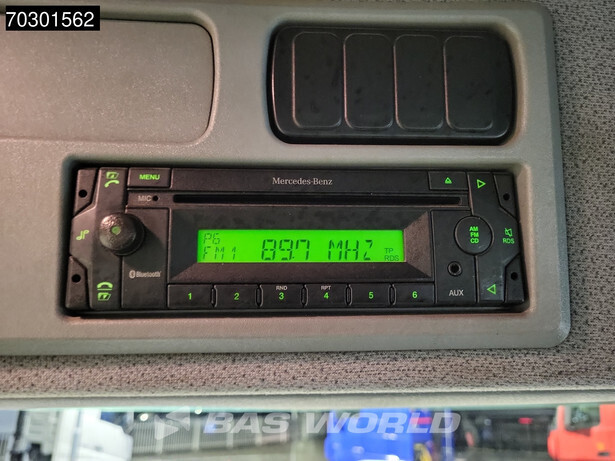 70301562
Mercedes-Benz
MENU
MIC
AM
FM
CD
RDS
P6
FM1 89.7 MHZ
TP
RDS
Bluetooth
RND
RPT
1 2 3 4 5 6
AUX
BAS WORLD